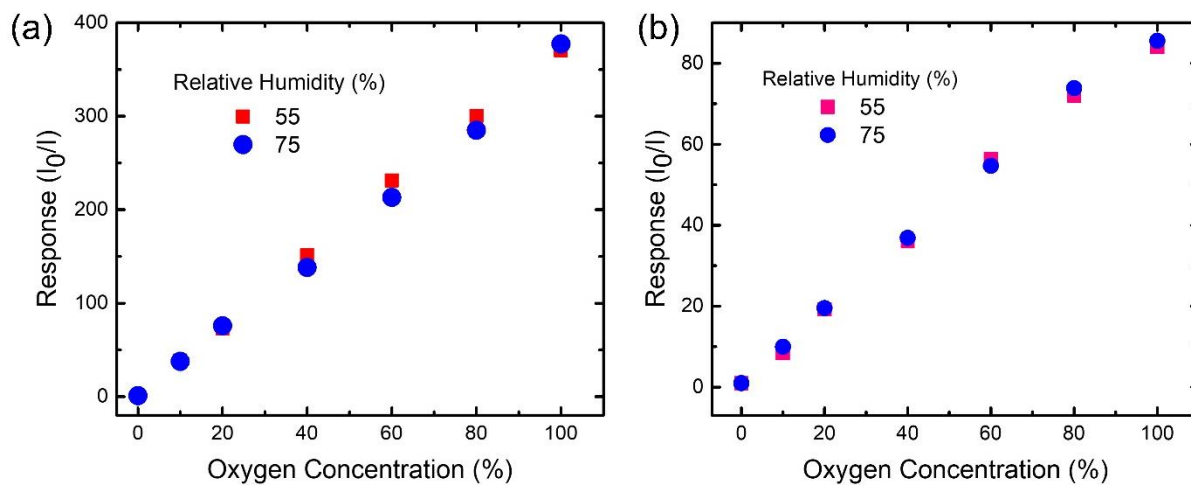 (a)
Response (I0/I)
400
300
200
100
0
Relative Humidity (%)
55
75
0 20 40 60 80 100
Oxygen Concentration (%)
(b)
Response (I0/I)
80
60
40
20
0
Relative Humidity (%)
55
75
0 20 40 60 80 100
Oxygen Concentration (%)